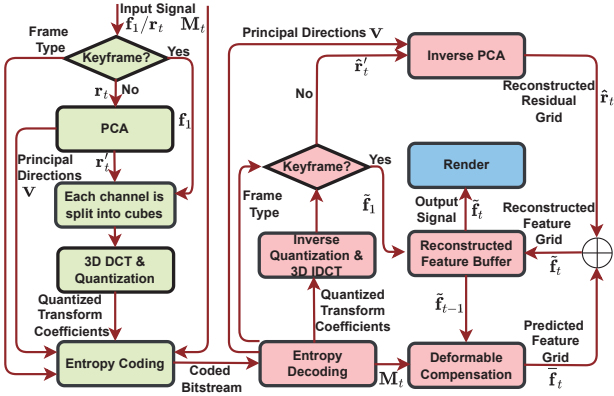 Input Signal
f₁/rₜ Mₜ
Frame
Type
Keyframe?
Yes
rₜ No
f₁
PCA
Principal
Directions
V
r′ₜ
Each channel is
split into cubes
3D DCT &
Quantization
Quantized
Transform
Coefficients
Entropy Coding
Coded
Bitstream
Principal Directions V
r̂′ₜ
No
Inverse PCA
Reconstructed
Residual
Grid
r̂ₜ
Keyframe?
Yes
Frame
Type
f̃₁
Render
Output
Signal
f̃ₜ
Reconstructed
Feature
Grid
f̃ₜ
Inverse
Quantization &
3D IDCT
Reconstructed
Feature Buffer
Quantized
Transform
Coefficients
f̃ₜ₋₁
Predicted
Feature
Grid
f̅ₜ
Entropy
Decoding
Mₜ
Deformable
Compensation